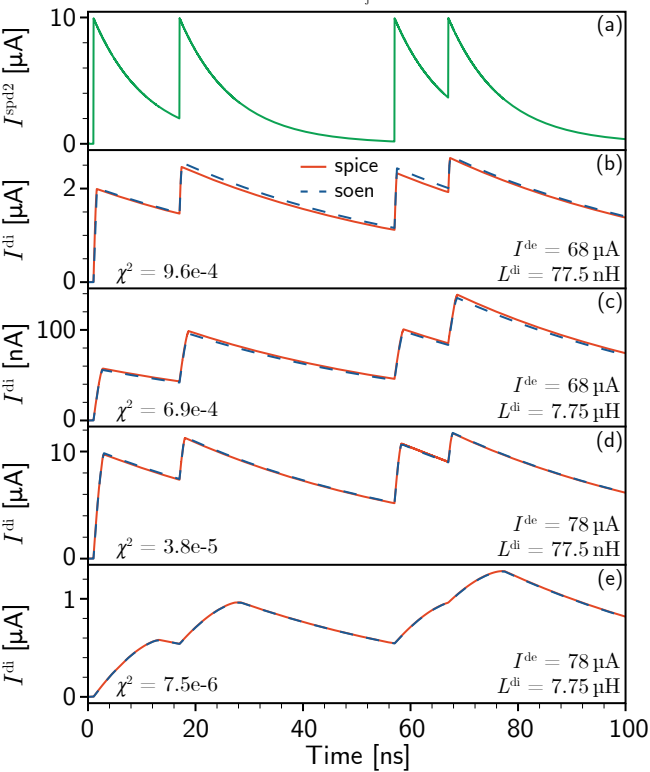 j
(a)
10
0
I^spd2 [μA]
(b)
spice
soen
2
0
I^di [μA]
I^de = 68 μA
L^di = 77.5 nH
χ² = 9.6e-4
(c)
100
0
I^di [nA]
I^de = 68 μA
L^di = 7.75 μH
χ² = 6.9e-4
(d)
10
0
I^di [μA]
I^de = 78 μA
L^di = 77.5 nH
χ² = 3.8e-5
(e)
1
0
I^di [μA]
I^de = 78 μA
L^di = 7.75 μH
χ² = 7.5e-6
0 20 40 60 80 100
Time [ns]